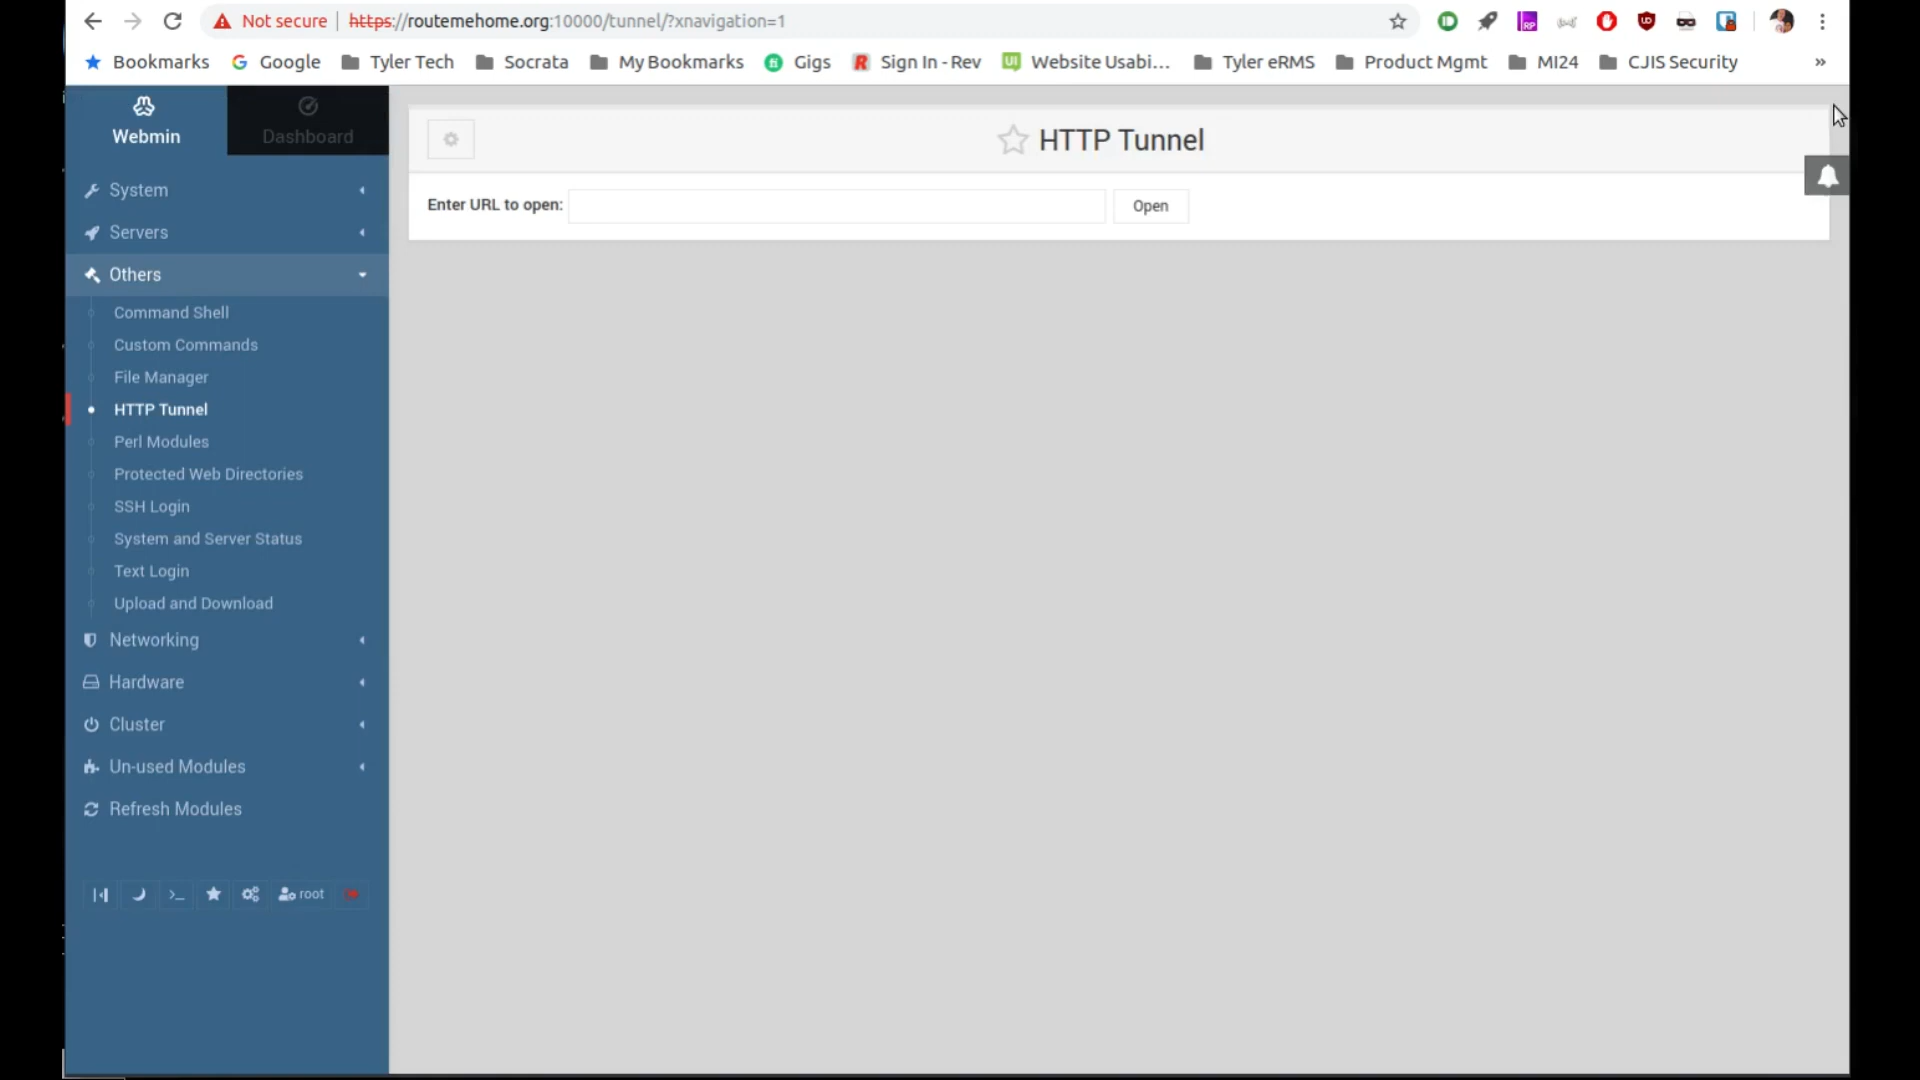 Not secure | https://routemehome.org:10000/tunnel/?xnavigation=1
Bookmarks Google Tyler Tech Socrata My Bookmarks Gigs Sign In - Rev Website Usabi... Tyler eRMS Product Mgmt MI24 CJIS Security »
Webmin
Dashboard
System
Servers
Others
Command Shell
Custom Commands
File Manager
HTTP Tunnel
Perl Modules
Protected Web Directories
SSH Login
System and Server Status
Text Login
Upload and Download
Networking
Hardware
Cluster
Un-used Modules
Refresh Modules
root
HTTP Tunnel
Enter URL to open:
Open